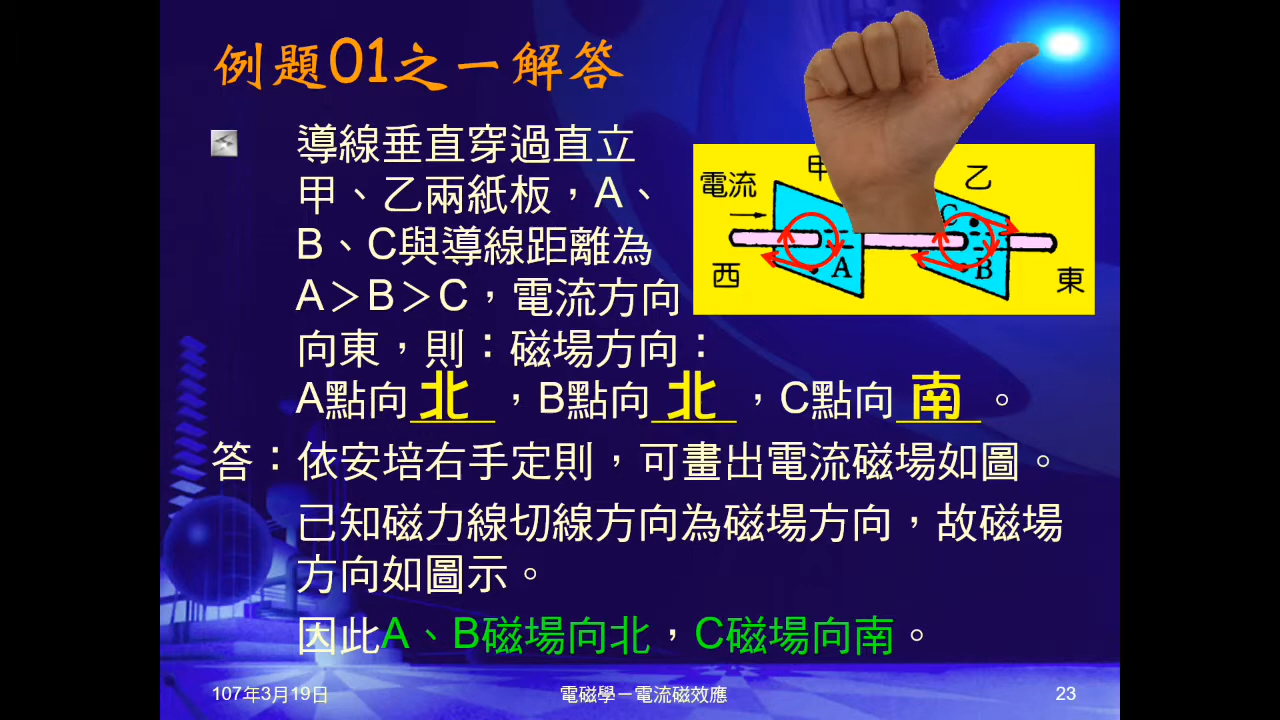 例題01之一解答
導線垂直穿過直立
甲、乙兩紙板，A、
B、C與導線距離為
A＞B＞C，電流方向
向東，則：磁場方向：
A點向北，B點向北，C點向南。
甲
乙
電流
C
A
B
西
東
答：依安培右手定則，可畫出電流磁場如圖。
已知磁力線切線方向為磁場方向，故磁場
方向如圖示。
因此A、B磁場向北，C磁場向南。
107年3月19日
電磁學－電流磁效應
23